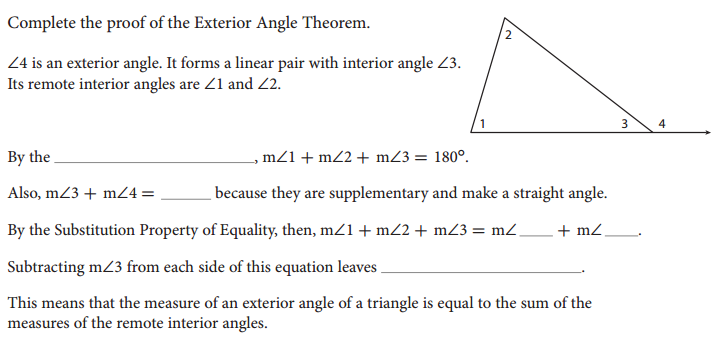 Complete the proof of the Exterior Angle Theorem.
∠4 is an exterior angle. It forms a linear pair with interior angle ∠3.
Its remote interior angles are ∠1 and ∠2.
2
1
3
4
By the ____________________, m∠1 + m∠2 + m∠3 = 180°.
Also, m∠3 + m∠4 = ______ because they are supplementary and make a straight angle.
By the Substitution Property of Equality, then, m∠1 + m∠2 + m∠3 = m∠____ + m∠____.
Subtracting m∠3 from each side of this equation leaves ____________________.
This means that the measure of an exterior angle of a triangle is equal to the sum of the
measures of the remote interior angles.